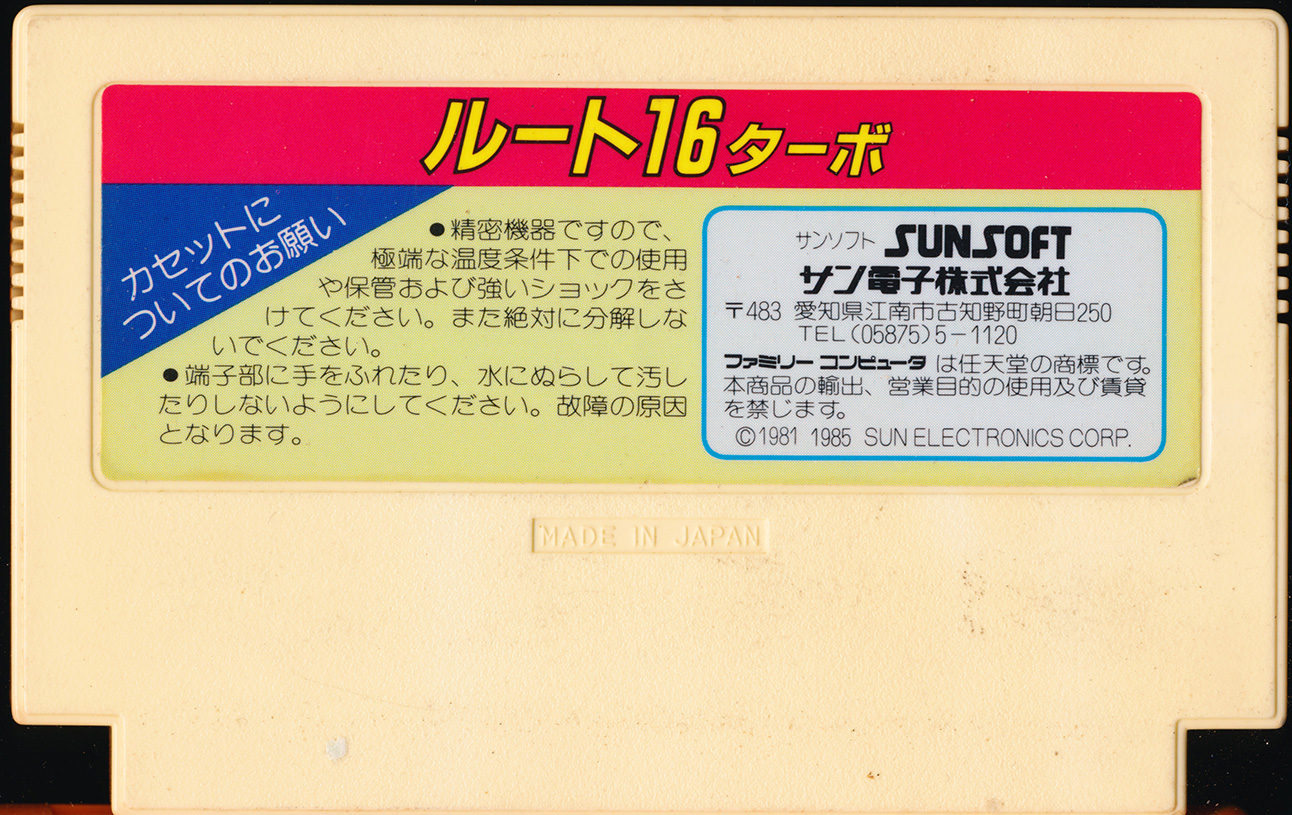 ルート16ターボ
カセットに
ついてのお願い
●精密機器ですので、
極端な温度条件下での使用
や保管および強いショックをさ
けてください。また絶対に分解しな
いでください。
●端子部に手をふれたり、水にぬらして汚し
たりしないようにしてください。故障の原因
となります。
サンソフト SUNSOFT
サン電子株式会社
〒483 愛知県江南市古知野町朝日250
TEL(05875)5-1120
ファミリーコンピュータ は任天堂の商標です。
本商品の輸出、営業目的の使用及び賃貸
を禁じます。
©1981 1985 SUN ELECTRONICS CORP.
MADE IN JAPAN